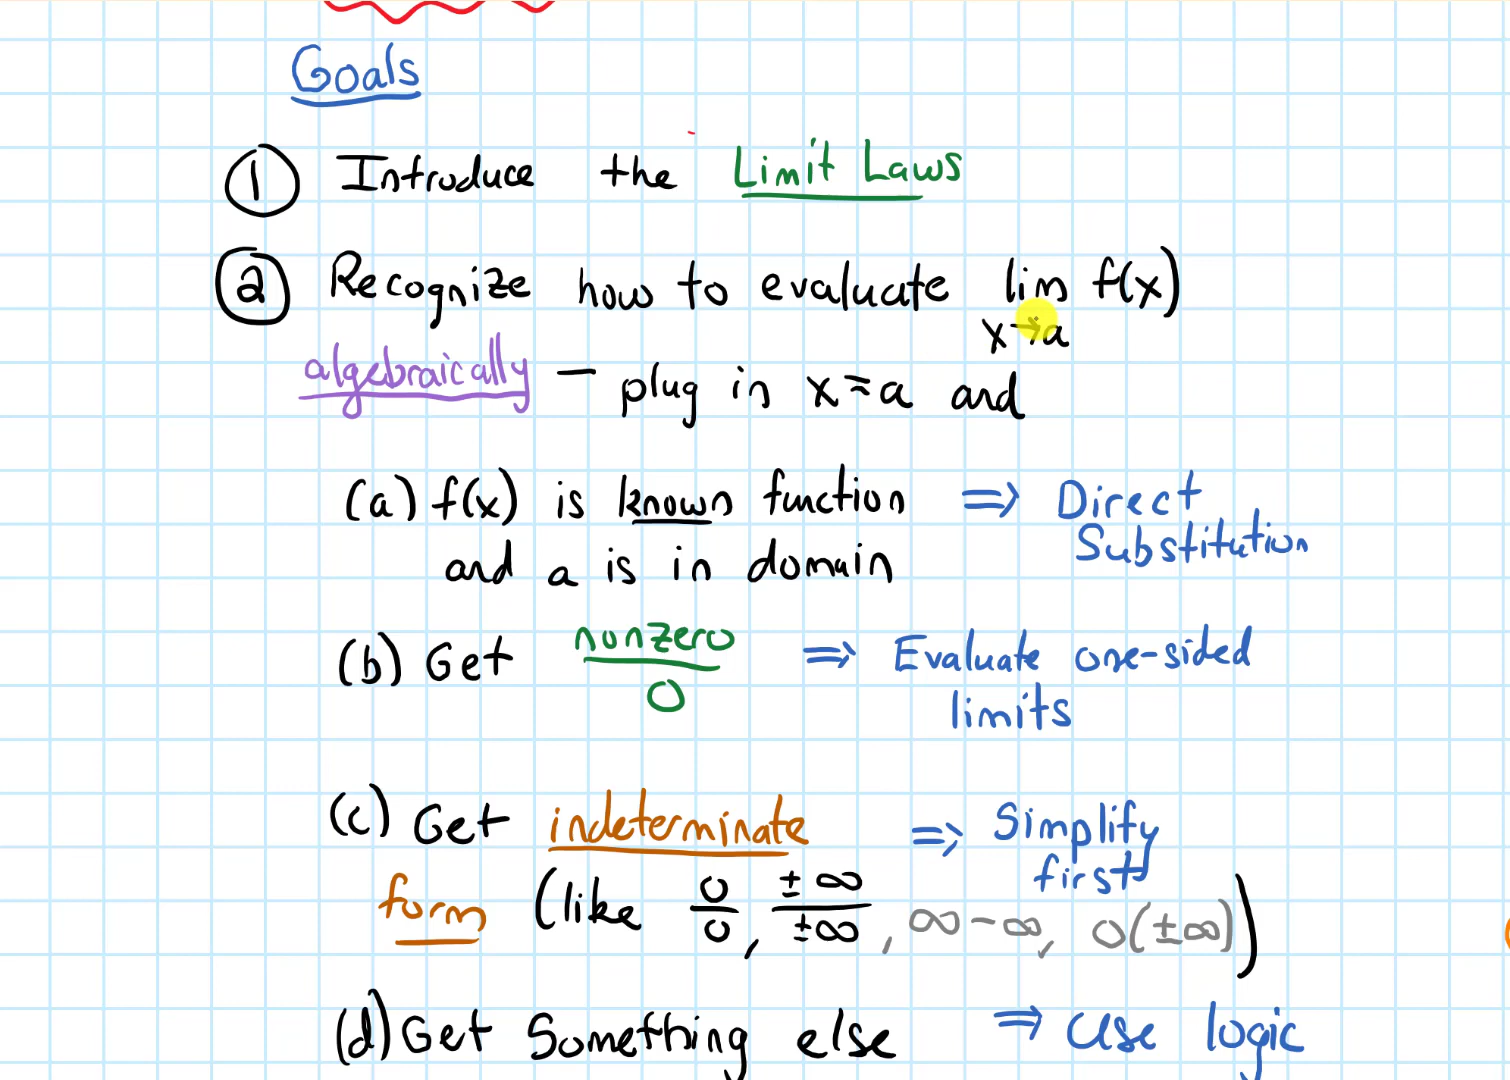 Goals
① Introduce the Limit Laws
② Recognize how to evaluate lim f(x)
x→a
algebraically – plug in x=a and
(a) f(x) is known function ⇒ Direct Substitution
and a is in domain
(b) Get nonzero/0 ⇒ Evaluate one-sided limits
(c) Get indeterminate ⇒ Simplify first
form (like 0/0, ±∞/±∞, ∞-∞, 0(±∞))
(d) Get Something else ⇒ Use logic